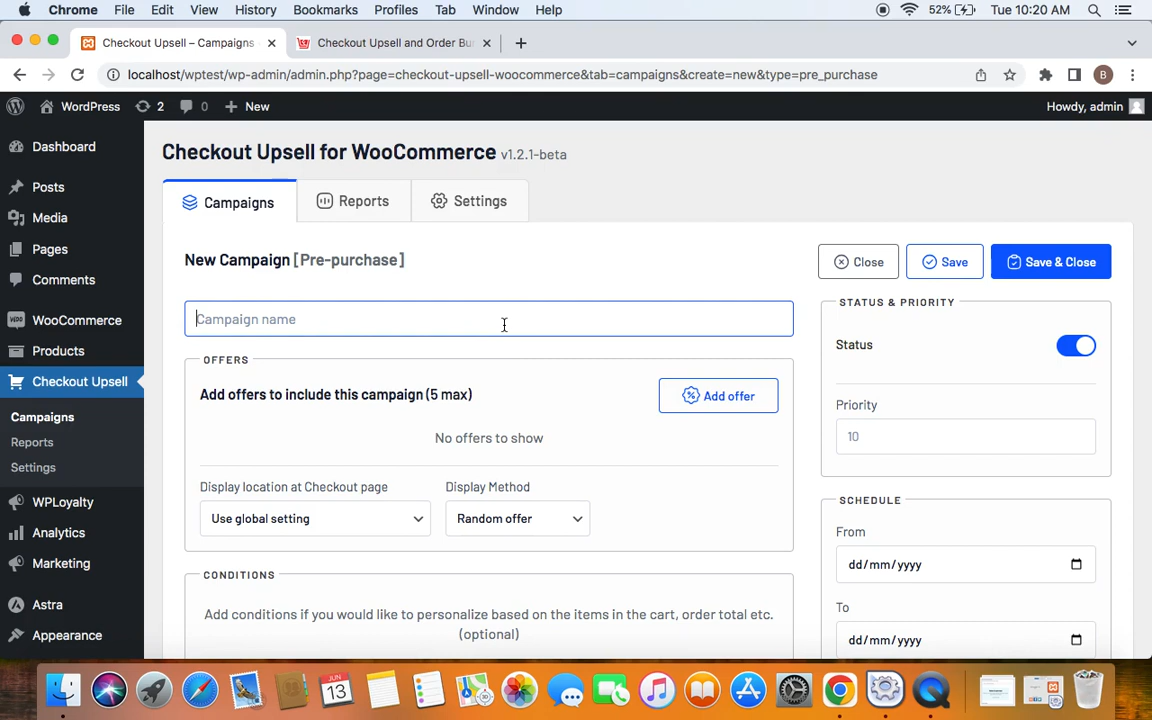 Chrome File Edit View History Bookmarks Profiles Tab Window Help 52% Tue 10:20 AM
Checkout Upsell – Campaigns Checkout Upsell and Order Bu
localhost/wptest/wp-admin/admin.php?page=checkout-upsell-woocommerce&tab=campaigns&create=new&type=pre_purchase B
WordPress 2 0 New Howdy, admin
Dashboard
Posts
Media
Pages
Comments
WooCommerce
Products
Checkout Upsell
Campaigns
Reports
Settings
WPLoyalty
Analytics
Marketing
Astra
Appearance
Checkout Upsell for WooCommerce v1.2.1-beta
Campaigns Reports Settings
New Campaign [Pre-purchase] Close Save Save & Close
Campaign name
OFFERS
Add offers to include this campaign (5 max) Add offer
No offers to show
Display location at Checkout page Display Method
Use global setting Random offer
CONDITIONS
Add conditions if you would like to personalize based on the items in the cart, order total etc.
(optional)
STATUS & PRIORITY
Status
Priority
10
SCHEDULE
From
dd/mm/yyyy
To
dd/mm/yyyy
JUN
13